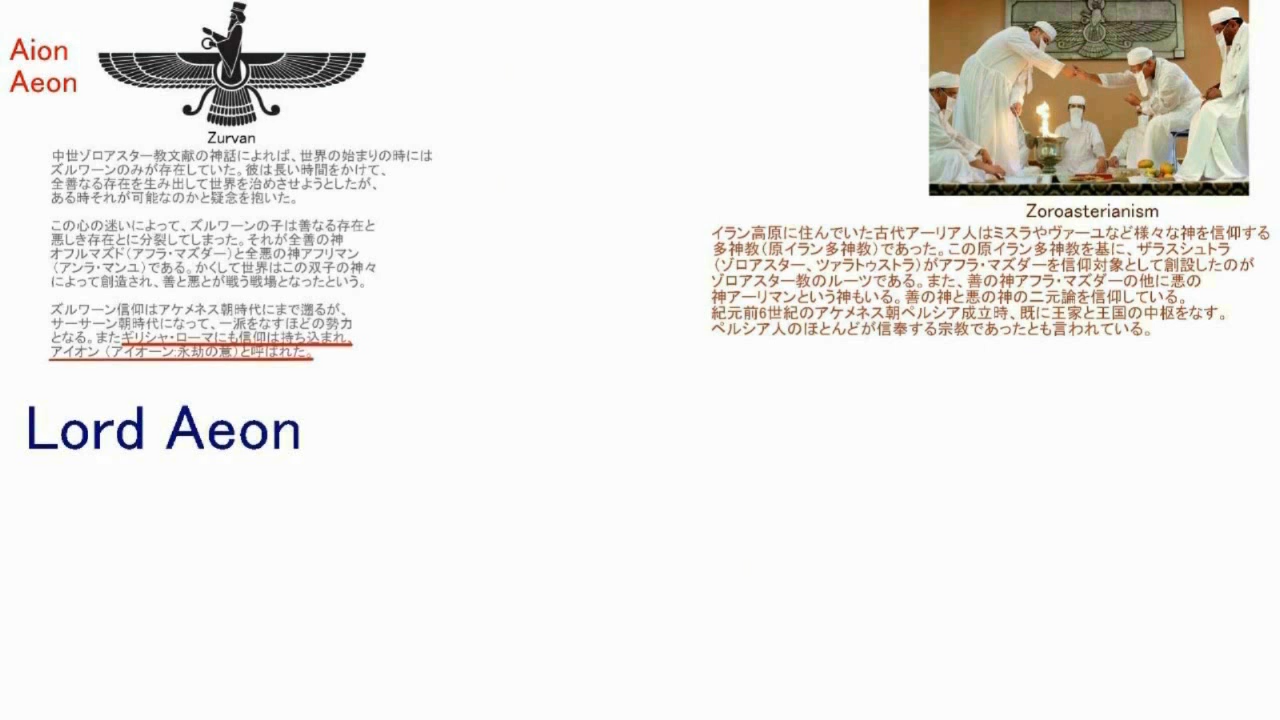 Aion
Aeon
Zurvan
中世ゾロアスター教文献の神話によれば、世界の始まりの時には
ズルワーンのみが存在していた。彼は長い時間をかけて、
全善なる存在を生み出して世界を治めさせようとしたが、
ある時それが可能なのかと疑念を抱いた。
この心の迷いによって、ズルワーンの子は善なる存在と
悪しき存在とに分裂してしまった。それが全善の神
オフルマズド（アフラ・マズダー）と全悪の神アフリマン
（アンラ・マンユ）である。かくして世界はこの双子の神々
によって創造され、善と悪とが戦う戦場となったという。
ズルワーン信仰はアケメネス朝時代にまで遡るが、
サーサーン朝時代になって、一派をなすほどの勢力
となる。またギリシャ・ローマにも信仰は持ち込まれ、
アイオン（アイオーン:永劫の意）と呼ばれた。
Lord Aeon
Zoroasterianism
イラン高原に住んでいた古代アーリア人はミスラやヴァーユなど様々な神を信仰する
多神教（原イラン多神教）であった。この原イラン多神教を基に、ザラスシュトラ
（ゾロアスター、ツァラトゥストラ）がアフラ・マズダーを信仰対象として創設したのが
ゾロアスター教のルーツである。また、善の神アフラ・マズダーの他に悪の
神アーリマンという神もいる。善の神と悪の神の二元論を信仰している。
紀元前6世紀のアケメネス朝ペルシア成立時、既に王家と王国の中枢をなす。
ペルシア人のほとんどが信奉する宗教であったとも言われている。